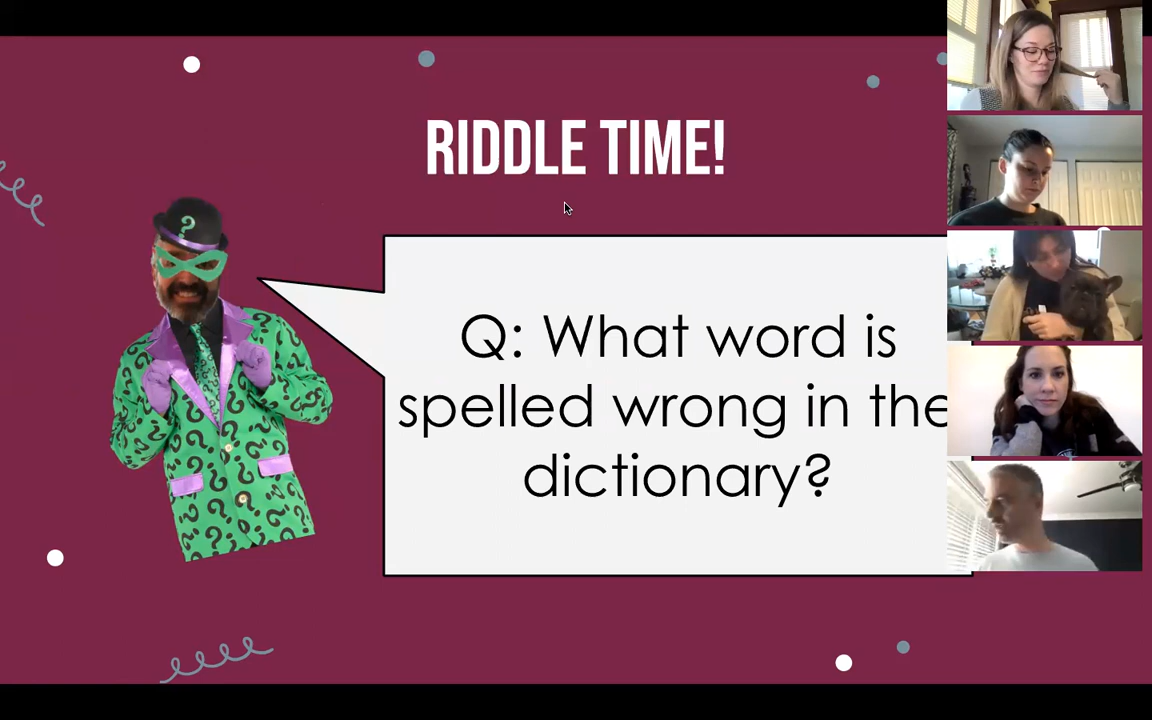 RIDDLE TIME!
?
Q: What word is
spelled wrong in the
dictionary?